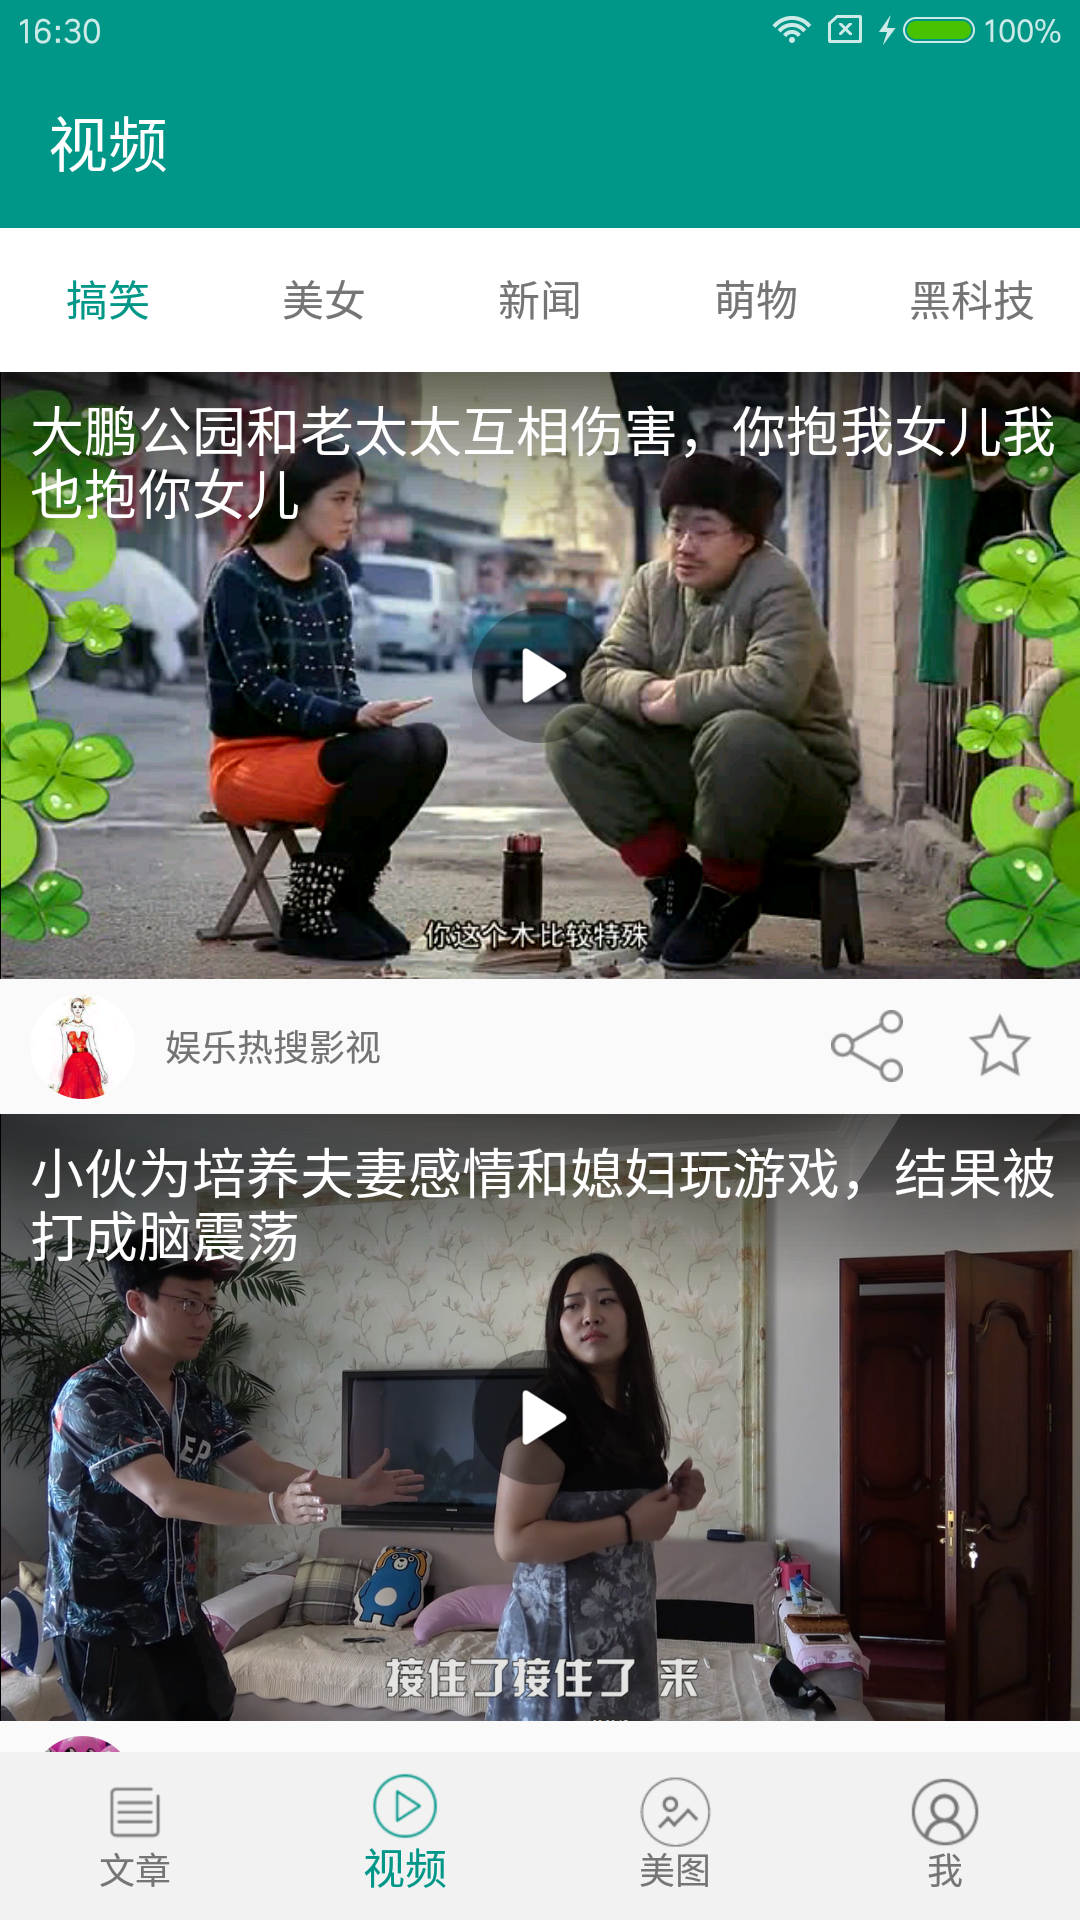 16:30
100%
视频
搞笑 美女 新闻 萌物 黑科技
大鹏公园和老太太互相伤害，你抱我女儿我
也抱你女儿
你这个木比较特殊
娱乐热搜影视
小伙为培养夫妻感情和媳妇玩游戏，结果被
打成脑震荡
EP
接住了接住了 来
文章 视频 美图 我